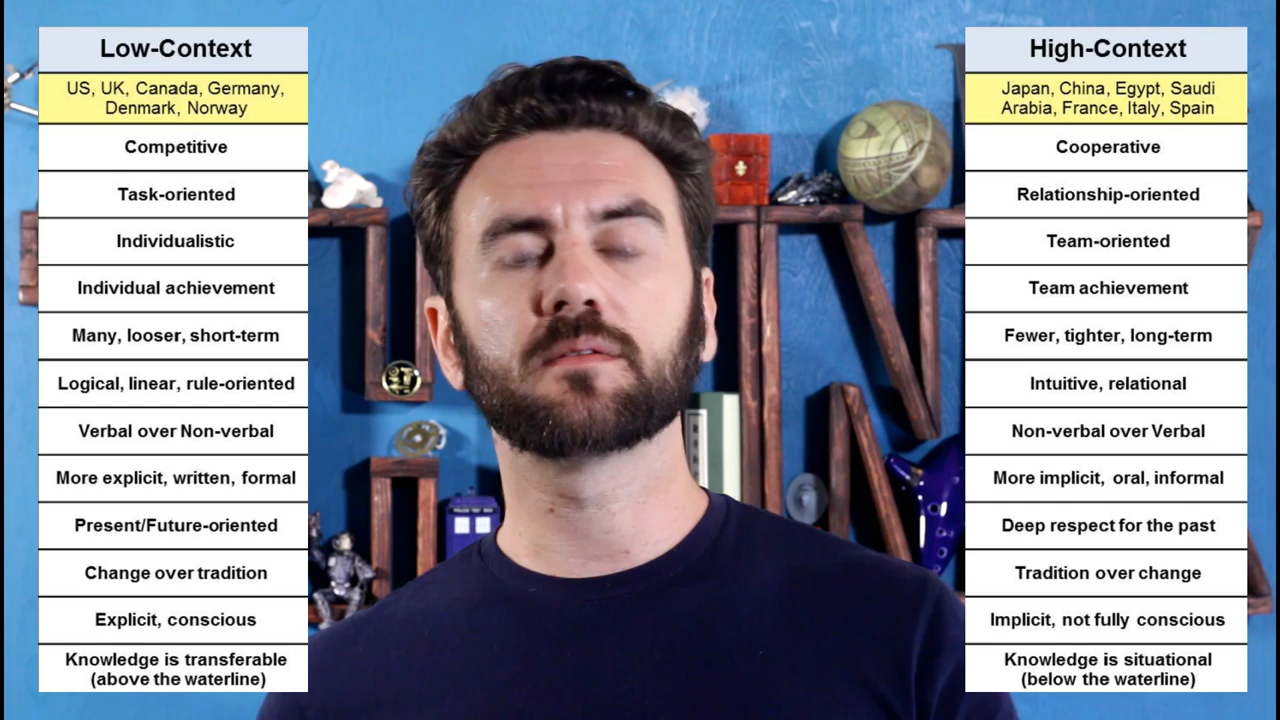 Low-Context
US, UK, Canada, Germany,
Denmark, Norway
Competitive
Task-oriented
Individualistic
Individual achievement
Many, looser, short-term
Logical, linear, rule-oriented
Verbal over Non-verbal
More explicit, written, formal
Present/Future-oriented
Change over tradition
Explicit, conscious
Knowledge is transferable
(above the waterline)
High-Context
Japan, China, Egypt, Saudi
Arabia, France, Italy, Spain
Cooperative
Relationship-oriented
Team-oriented
Team achievement
Fewer, tighter, long-term
Intuitive, relational
Non-verbal over Verbal
More implicit, oral, informal
Deep respect for the past
Tradition over change
Implicit, not fully conscious
Knowledge is situational
(below the waterline)